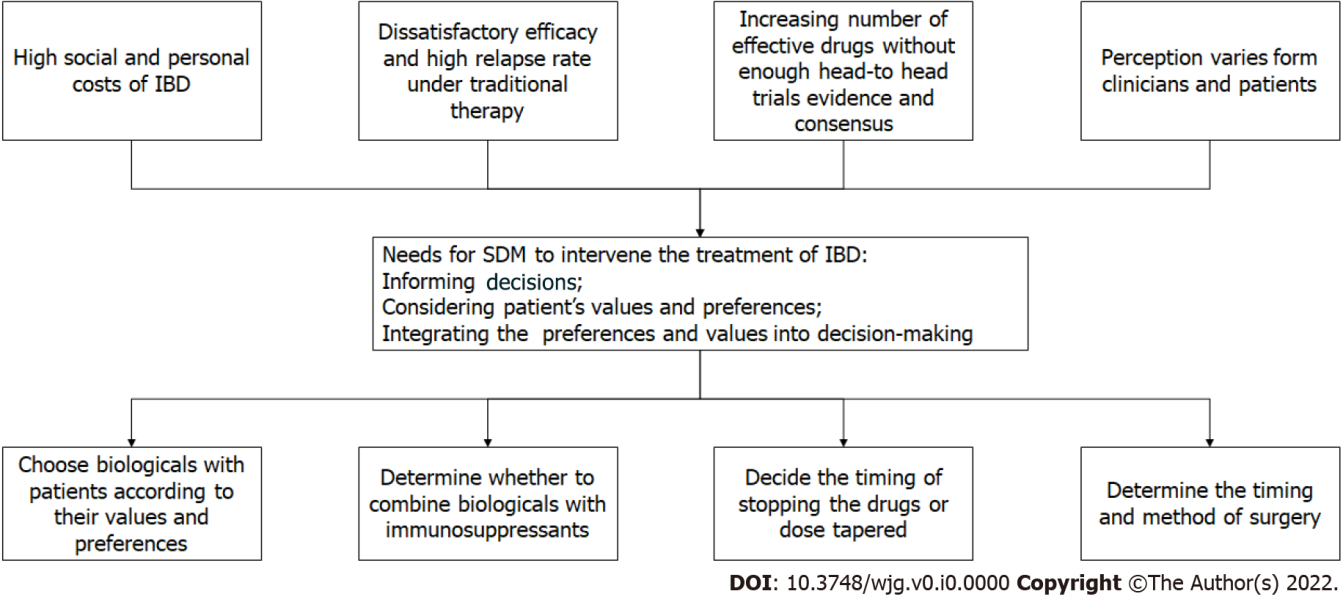 High social and personal
costs of IBD
Dissatisfactory efficacy
and high relapse rate
under traditional
therapy
Increasing number of
effective drugs without
enough head-to head
trials evidence and
consensus
Perception varies form
clinicians and patients
Needs for SDM to intervene the treatment of IBD:
Informing decisions;
Considering patient’s values and preferences;
Integrating the preferences and values into decision-making
Choose biologicals with
patients according to
their values and
preferences
Determine whether to
combine biologicals with
immunosuppressants
Decide the timing of
stopping the drugs or
dose tapered
Determine the timing
and method of surgery
DOI: 10.3748/wjg.v0.i0.0000 Copyright ©The Author(s) 2022.